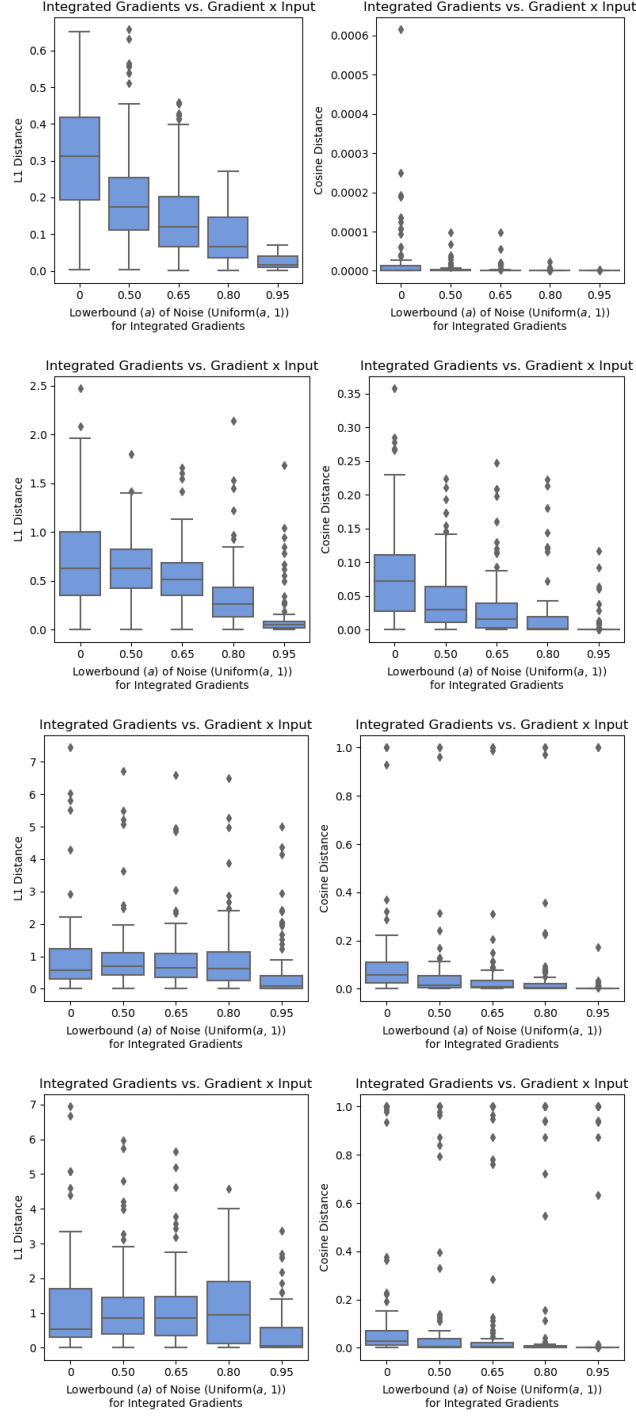 Integrated Gradients vs. Gradient x Input
L1 Distance
0.6
0.5
0.4
0.3
0.2
0.1
0.0
0 0.50 0.65 0.80 0.95
Lowerbound (a) of Noise (Uniform(a, 1))
for Integrated Gradients
Integrated Gradients vs. Gradient x Input
Cosine Distance
0.0006
0.0005
0.0004
0.0003
0.0002
0.0001
0.0000
0 0.50 0.65 0.80 0.95
Lowerbound (a) of Noise (Uniform(a, 1))
for Integrated Gradients
Integrated Gradients vs. Gradient x Input
L1 Distance
2.5
2.0
1.5
1.0
0.5
0.0
0 0.50 0.65 0.80 0.95
Lowerbound (a) of Noise (Uniform(a, 1))
for Integrated Gradients
Integrated Gradients vs. Gradient x Input
Cosine Distance
0.35
0.30
0.25
0.20
0.15
0.10
0.05
0.00
0 0.50 0.65 0.80 0.95
Lowerbound (a) of Noise (Uniform(a, 1))
for Integrated Gradients
Integrated Gradients vs. Gradient x Input
L1 Distance
7
6
5
4
3
2
1
0
0 0.50 0.65 0.80 0.95
Lowerbound (a) of Noise (Uniform(a, 1))
for Integrated Gradients
Integrated Gradients vs. Gradient x Input
Cosine Distance
1.0
0.8
0.6
0.4
0.2
0.0
0 0.50 0.65 0.80 0.95
Lowerbound (a) of Noise (Uniform(a, 1))
for Integrated Gradients
Integrated Gradients vs. Gradient x Input
L1 Distance
7
6
5
4
3
2
1
0
0 0.50 0.65 0.80 0.95
Lowerbound (a) of Noise (Uniform(a, 1))
for Integrated Gradients
Integrated Gradients vs. Gradient x Input
Cosine Distance
1.0
0.8
0.6
0.4
0.2
0.0
0 0.50 0.65 0.80 0.95
Lowerbound (a) of Noise (Uniform(a, 1))
for Integrated Gradients